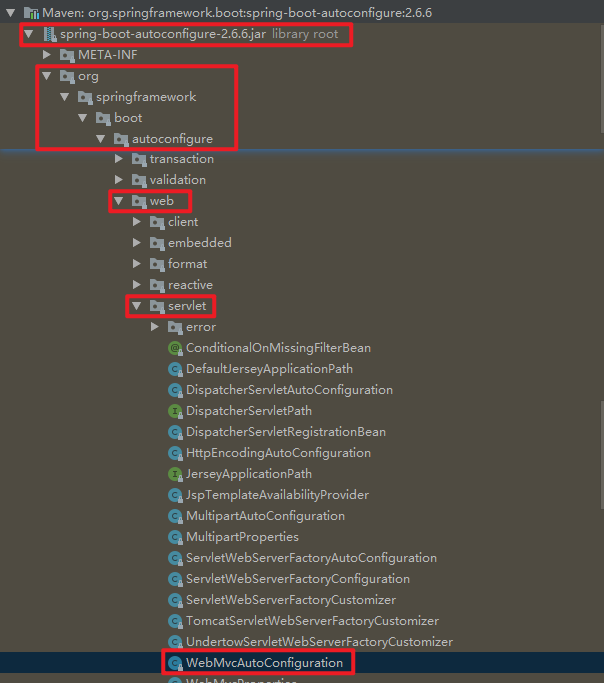 Maven: org.springframework.boot:spring-boot-autoconfigure:2.6.6
spring-boot-autoconfigure-2.6.6.jar library root
META-INF
org
springframework
boot
autoconfigure
transaction
validation
web
client
embedded
format
reactive
servlet
error
ConditionalOnMissingFilterBean
DefaultJerseyApplicationPath
DispatcherServletAutoConfiguration
DispatcherServletPath
DispatcherServletRegistrationBean
HttpEncodingAutoConfiguration
JerseyApplicationPath
JspTemplateAvailabilityProvider
MultipartAutoConfiguration
MultipartProperties
ServletWebServerFactoryAutoConfiguration
ServletWebServerFactoryConfiguration
ServletWebServerFactoryCustomizer
TomcatServletWebServerFactoryCustomizer
UndertowServletWebServerFactoryCustomizer
WebMvcAutoConfiguration
WebMvcProperties